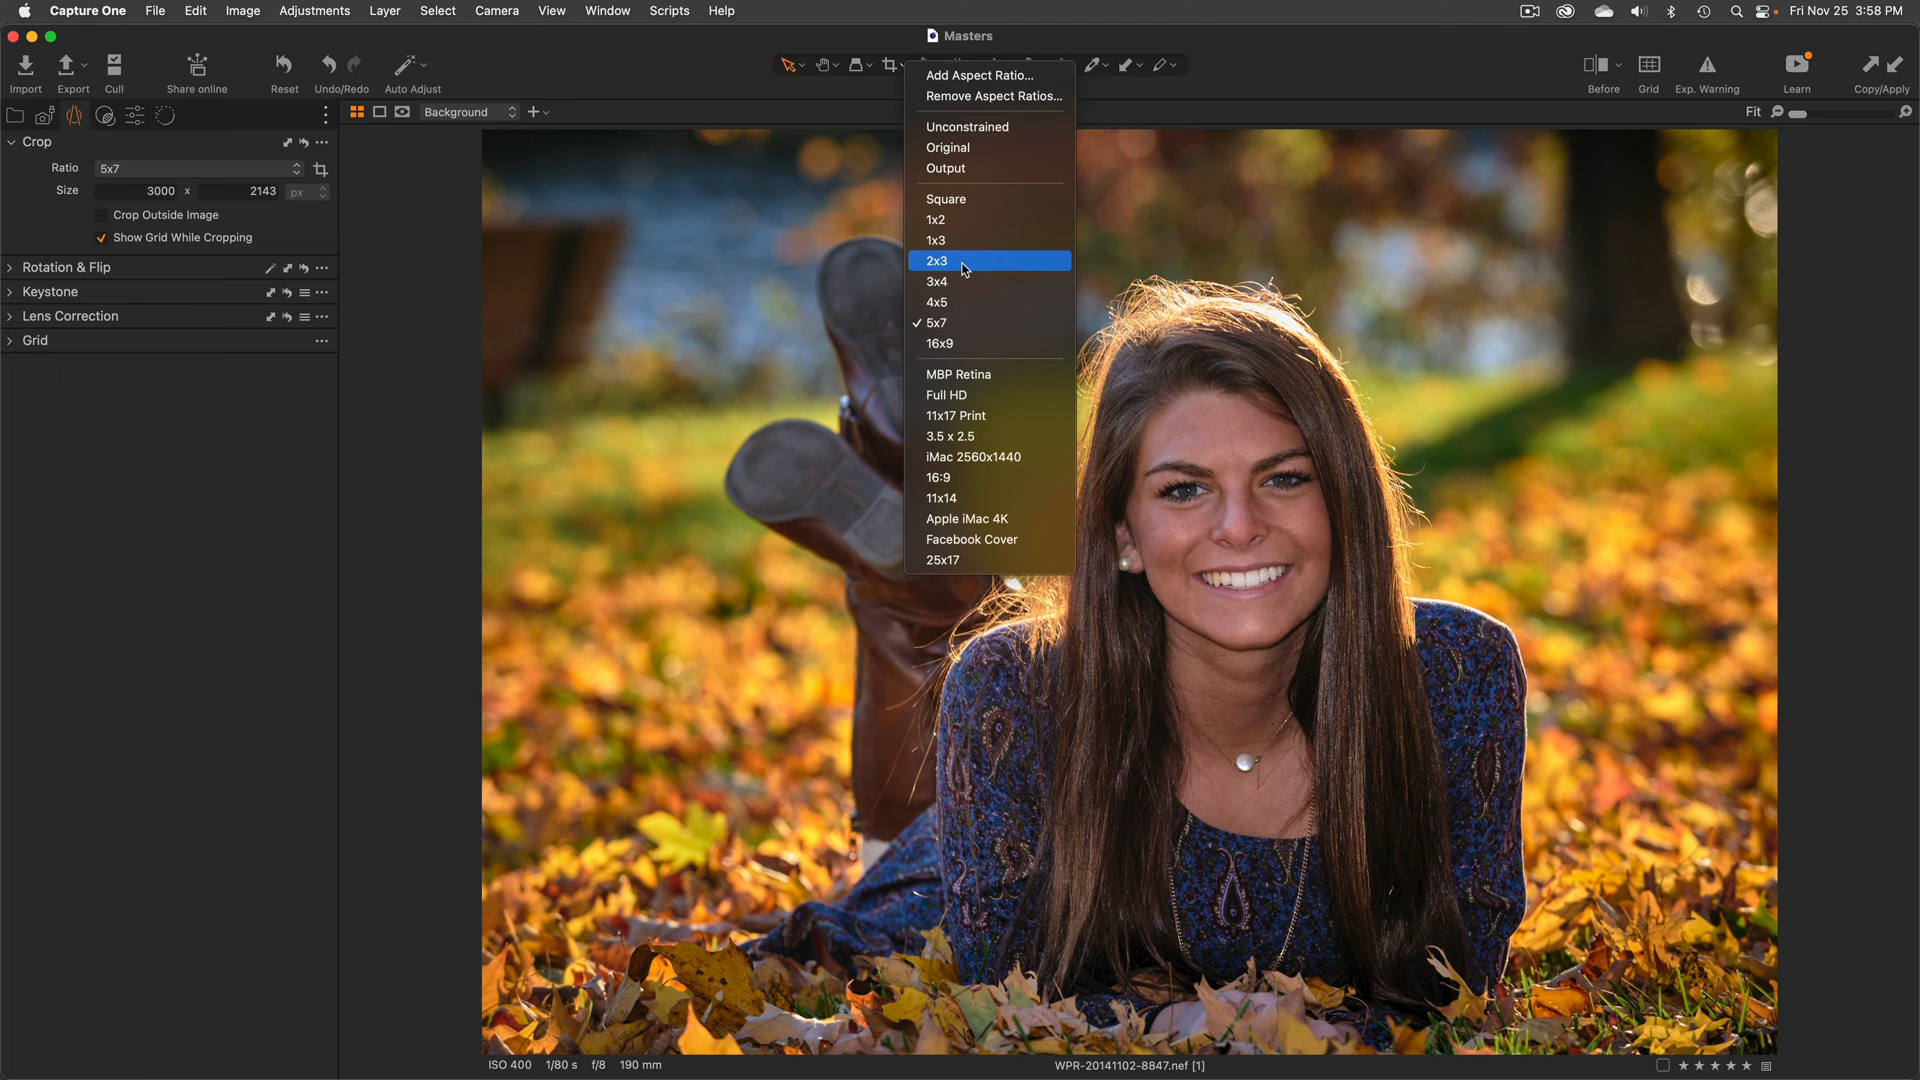 Capture One File Edit Image Adjustments Layer Select Camera View Window Scripts Help Fri Nov 25 3:58 PM
Masters
Import Export Cull Share online Reset Undo/Redo Auto Adjust Before Grid Exp. Warning Learn Copy/Apply
Background Fit
Crop
Ratio 5x7
Size 3000 x 2143 px
Crop Outside Image
Show Grid While Cropping
Rotation & Flip
Keystone
Lens Correction
Grid
Add Aspect Ratio...
Remove Aspect Ratios...
Unconstrained
Original
Output
Square
1x2
1x3
2x3
3x4
4x5
5x7
16x9
MBP Retina
Full HD
11x17 Print
3.5 x 2.5
iMac 2560x1440
16:9
11x14
Apple iMac 4K
Facebook Cover
25x17
ISO 400 1/80 s f/8 190 mm WPR-20141102-8847.nef [1]